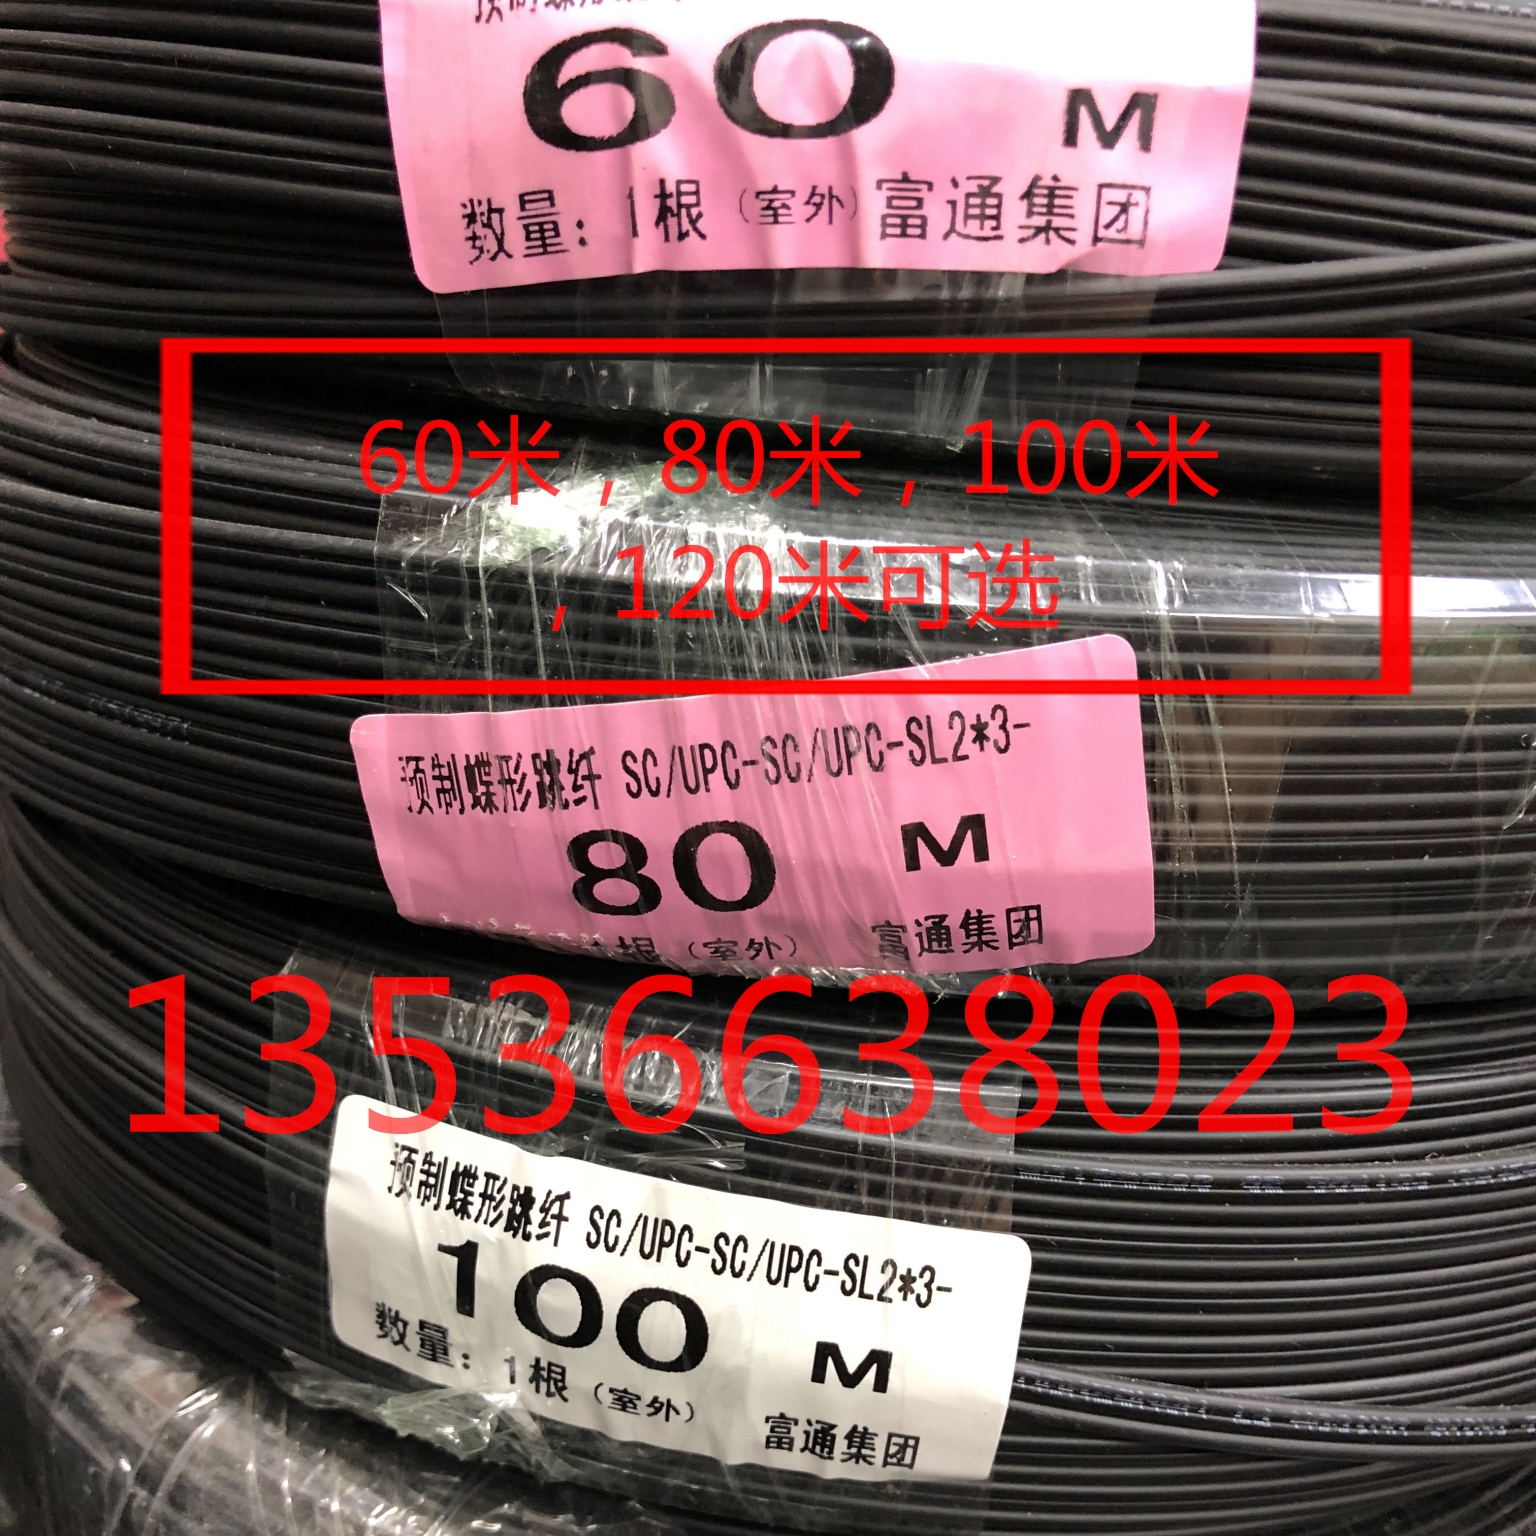 60 M
数量: 1根 (室外) 富通集团
60米，80米，100米
，120米可选
预制蝶形跳纤 SC/UPC-SC/UPC-SL2*3-
80 M
根 (室外) 富通集团
13536638023
预制蝶形跳纤 SC/UPC-SC/UPC-SL2*3-
100 M
数量: 1根 (室外) 富通集团